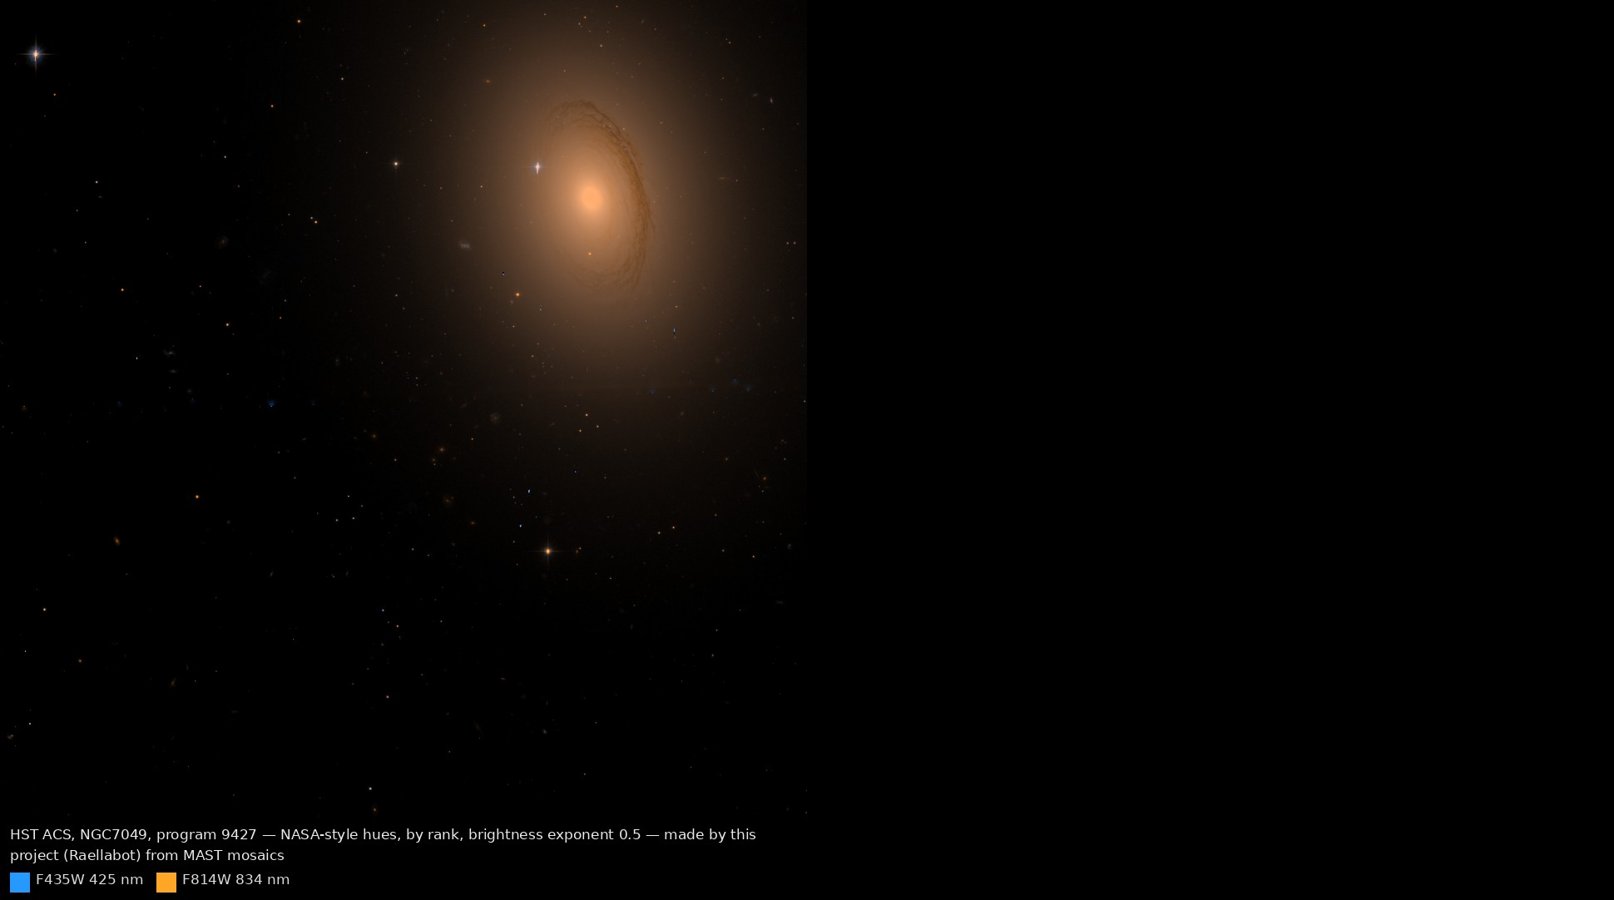 HST ACS, NGC7049, program 9427 — NASA-style hues, by rank, brightness exponent 0.5 — made by this
project (Raellabot) from MAST mosaics
F435W 425 nm F814W 834 nm